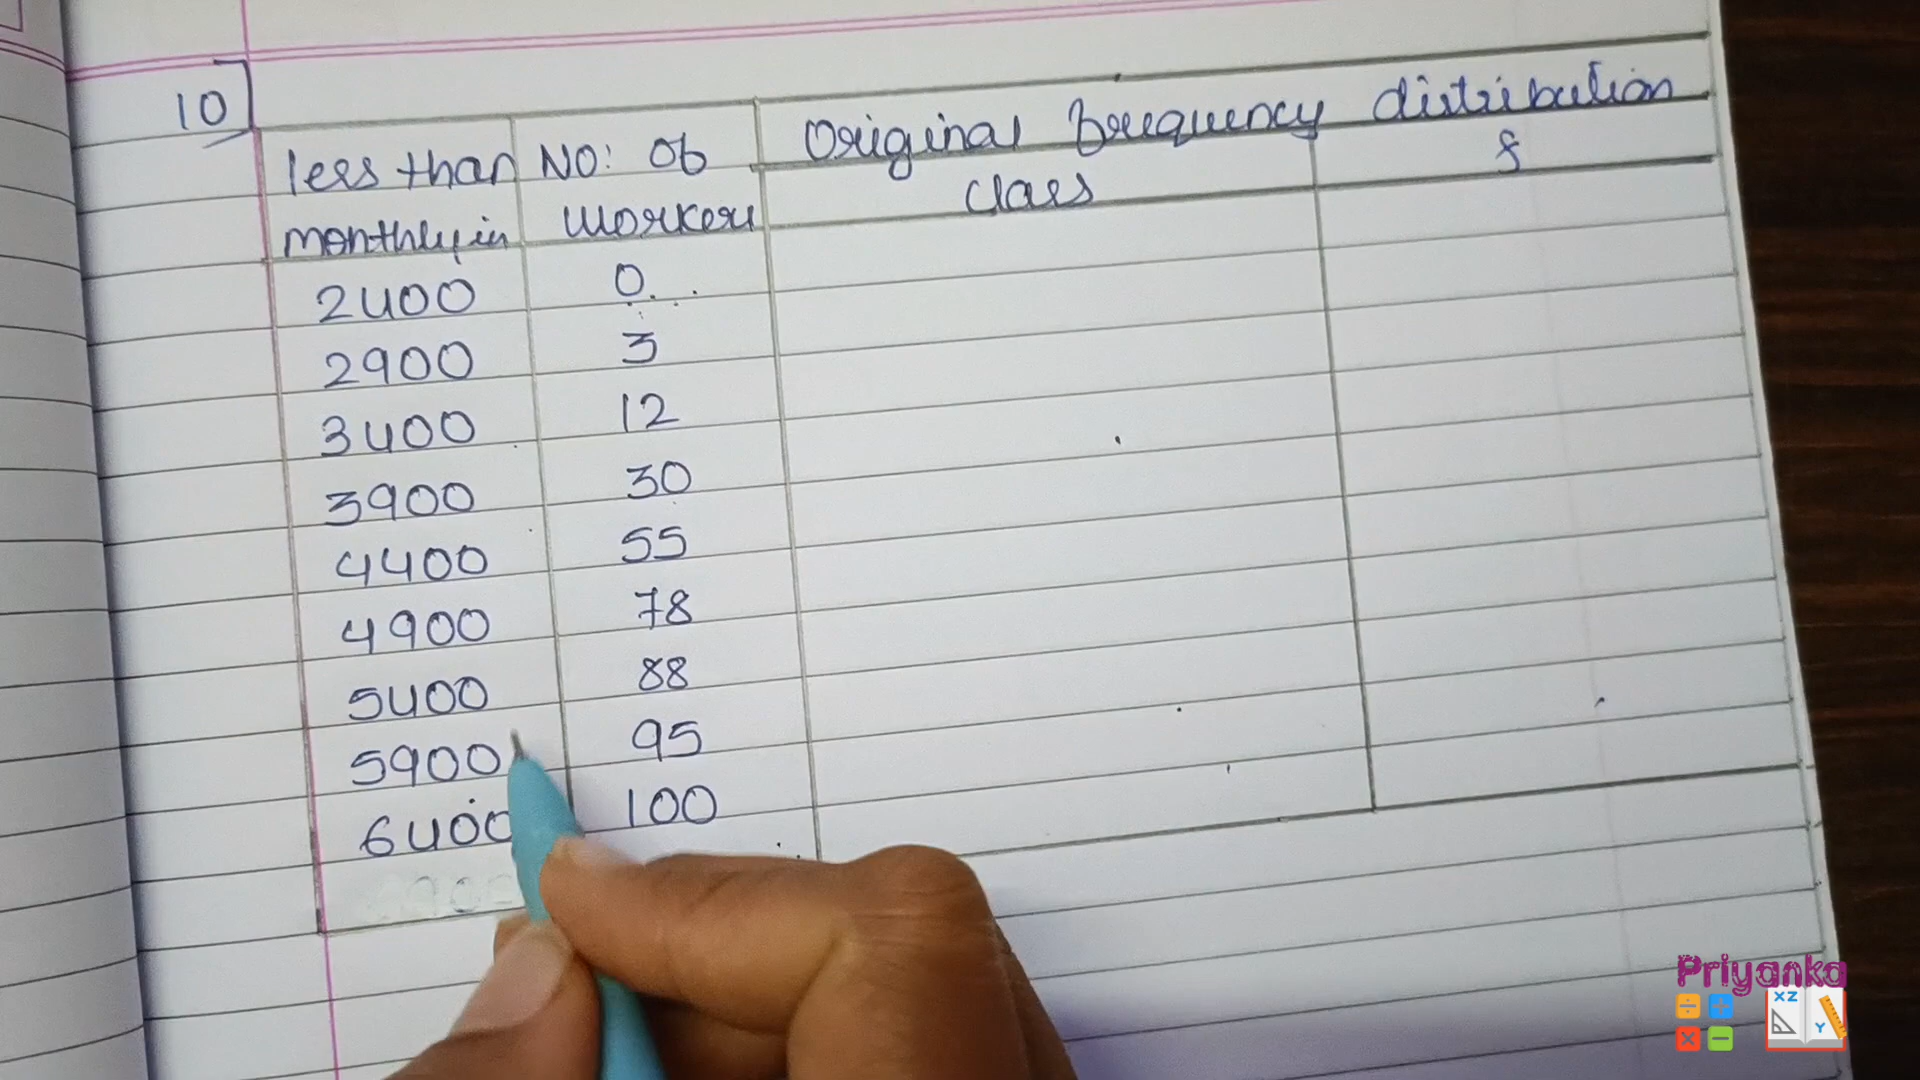 10]
less than monthly in
NO: of workers
Original frequency distribution
class
f
2400 0
2900 3
3400 12
3900 30
4400 55
4900 78
5400 88
5900 95
6400 100
Priyanka
XZ
Y